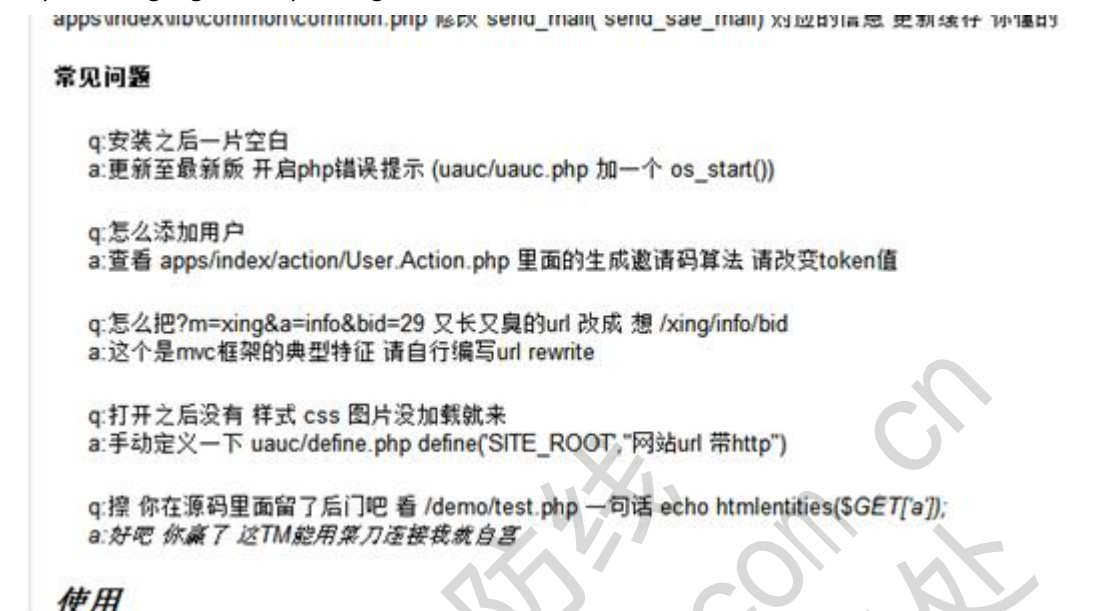 apps\index\lib\common\common.php 修改 send_mail( send_sae_mail) 对应的信息 更新缓存 你懂的
常见问题
q:安装之后一片空白
a:更新至最新版 开启php错误提示 (uauc/uauc.php 加一个 os_start())
q:怎么添加用户
a:查看 apps/index/action/User.Action.php 里面的生成邀请码算法 请改变token值
q:怎么把?m=xing&a=info&bid=29 又长又臭的url 改成 想 /xing/info/bid
a:这个是mvc框架的典型特征 请自行编写url rewrite
q:打开之后没有 样式 css 图片没加载就来
a:手动定义一下 uauc/define.php define('SITE_ROOT',"网站url 带http")
q:擦 你在源码里面留了后门吧 看 /demo/test.php 一句话 echo htmlentities($GET['a']);
a:好吧 你赢了 这TM能用菜刀连接我就自宫
使用
防线
com cn
处